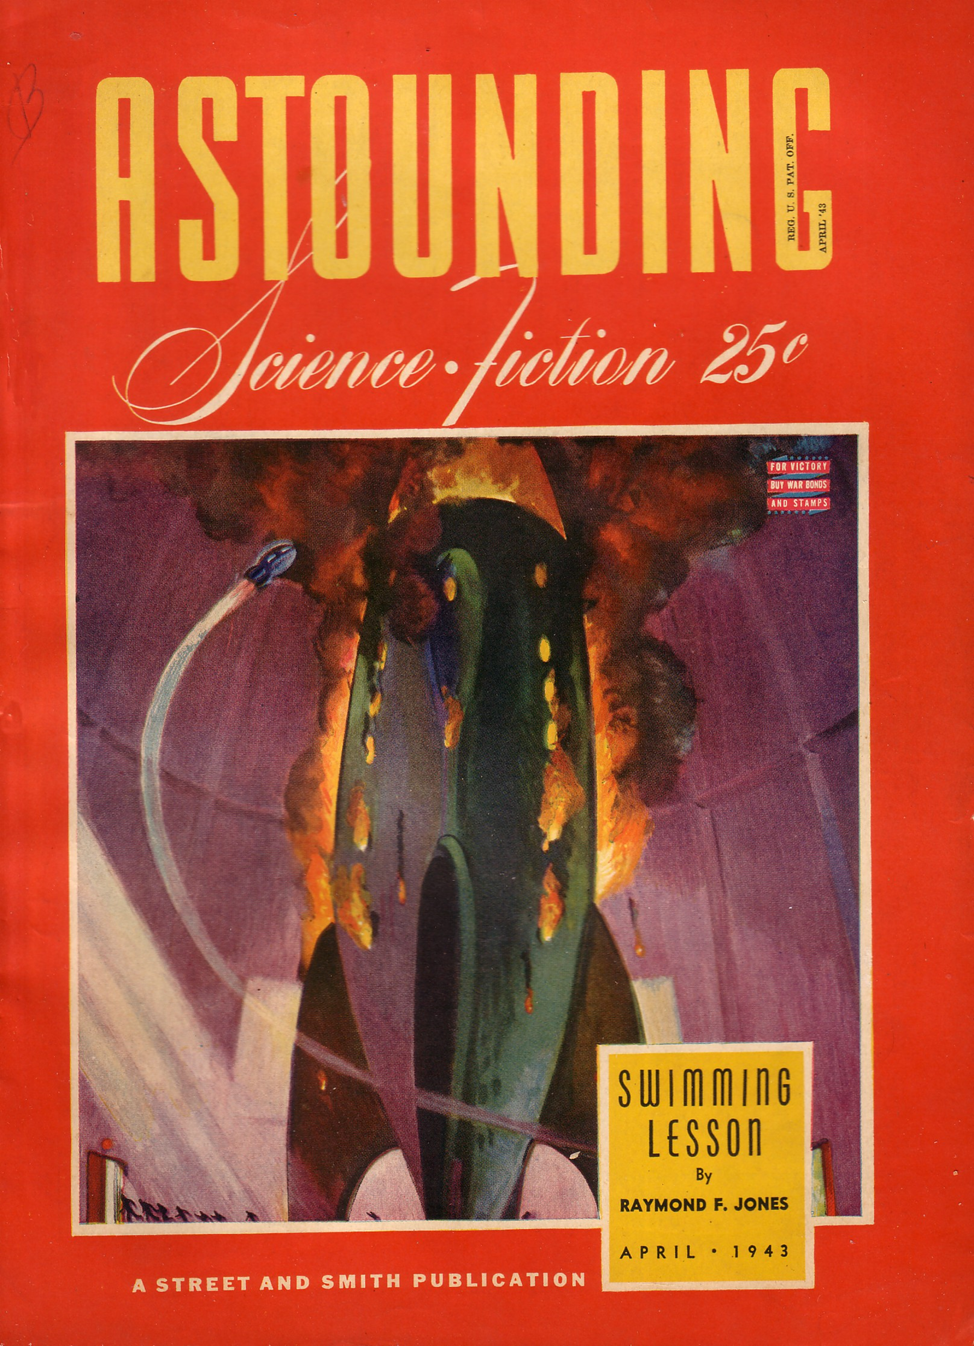 ASTOUNDING
REG. U. S. PAT. OFF.
APRIL '43
Science·fiction 25c
FOR VICTORY
BUY WAR BONDS
AND STAMPS
SWIMMING
LESSON
By
RAYMOND F. JONES
APRIL • 1943
A STREET AND SMITH PUBLICATION